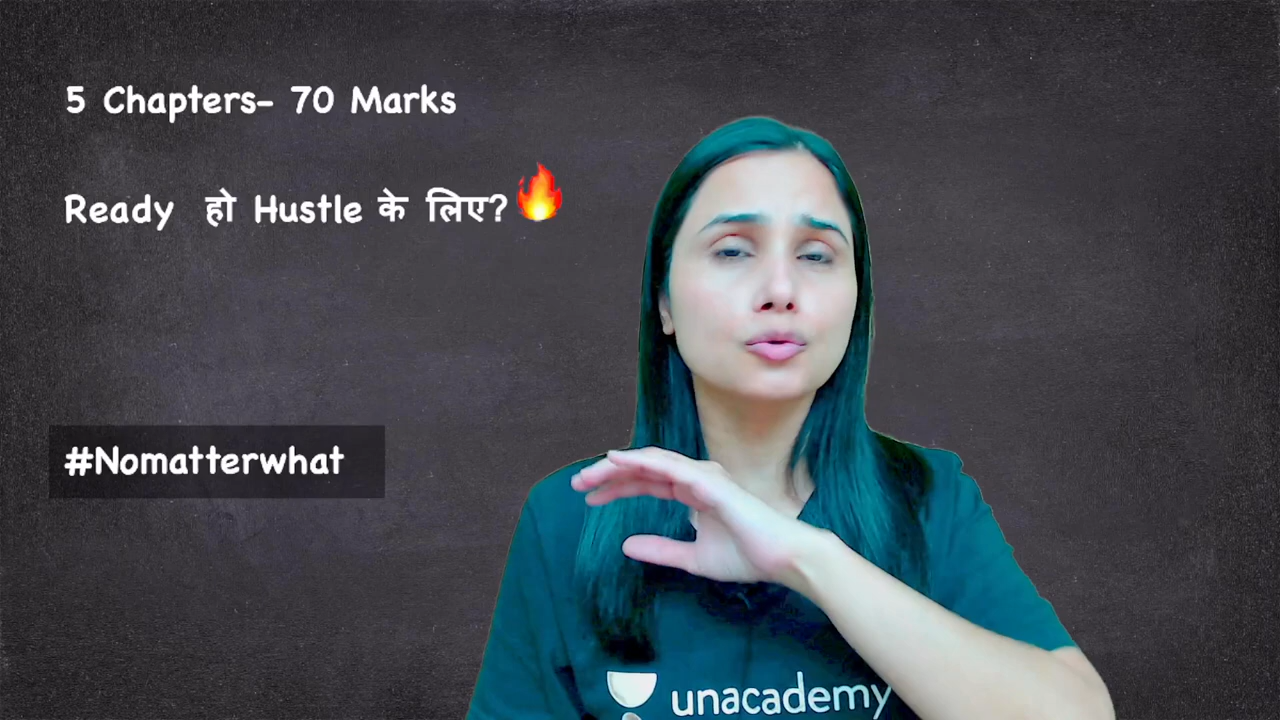 5 Chapters- 70 Marks
Ready हो Hustle के लिए?🔥
#Nomatterwhat
unacademy